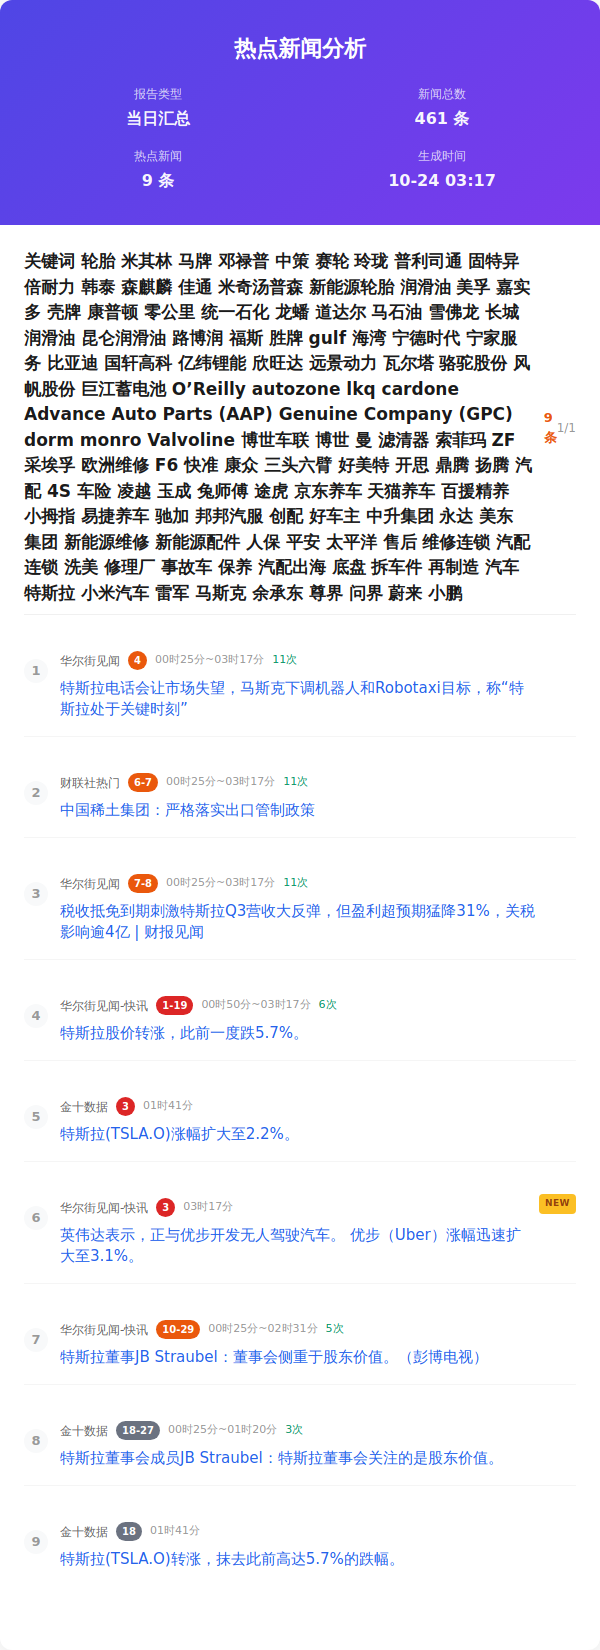 热点新闻分析
报告类型
当日汇总
新闻总数
461 条
热点新闻
9 条
生成时间
10-24 03:17
关键词 轮胎 米其林 马牌 邓禄普 中策 赛轮 玲珑 普利司通 固特异
倍耐力 韩泰 森麒麟 佳通 米奇汤普森 新能源轮胎 润滑油 美孚 嘉实
多 壳牌 康普顿 零公里 统一石化 龙蟠 道达尔 马石油 雪佛龙 长城
润滑油 昆仑润滑油 路博润 福斯 胜牌 gulf 海湾 宁德时代 宁家服
务 比亚迪 国轩高科 亿纬锂能 欣旺达 远景动力 瓦尔塔 骆驼股份 风
帆股份 巨江蓄电池 O’Reilly autozone lkq cardone
Advance Auto Parts (AAP) Genuine Company (GPC)
dorm monro Valvoline 博世车联 博世 曼 滤清器 索菲玛 ZF
采埃孚 欧洲维修 F6 快准 康众 三头六臂 好美特 开思 鼎腾 扬腾 汽
配 4S 车险 凌越 玉成 兔师傅 途虎 京东养车 天猫养车 百援精养
小拇指 易捷养车 驰加 邦邦汽服 创配 好车主 中升集团 永达 美东
集团 新能源维修 新能源配件 人保 平安 太平洋 售后 维修连锁 汽配
连锁 洗美 修理厂 事故车 保养 汽配出海 底盘 拆车件 再制造 汽车
特斯拉 小米汽车 雷军 马斯克 余承东 尊界 问界 蔚来 小鹏
9
条
1/1
1
华尔街见闻 4 00时25分~03时17分 11次
特斯拉电话会让市场失望，马斯克下调机器人和Robotaxi目标，称“特
斯拉处于关键时刻”
2
财联社热门 6-7 00时25分~03时17分 11次
中国稀土集团：严格落实出口管制政策
3
华尔街见闻 7-8 00时25分~03时17分 11次
税收抵免到期刺激特斯拉Q3营收大反弹，但盈利超预期猛降31%，关税
影响逾4亿 | 财报见闻
4
华尔街见闻-快讯 1-19 00时50分~03时17分 6次
特斯拉股价转涨，此前一度跌5.7%。
5
金十数据 3 01时41分
特斯拉(TSLA.O)涨幅扩大至2.2%。
6
华尔街见闻-快讯 3 03时17分
NEW
英伟达表示，正与优步开发无人驾驶汽车。 优步（Uber）涨幅迅速扩
大至3.1%。
7
华尔街见闻-快讯 10-29 00时25分~02时31分 5次
特斯拉董事JB Straubel：董事会侧重于股东价值。（彭博电视）
8
金十数据 18-27 00时25分~01时20分 3次
特斯拉董事会成员JB Straubel：特斯拉董事会关注的是股东价值。
9
金十数据 18 01时41分
特斯拉(TSLA.O)转涨，抹去此前高达5.7%的跌幅。